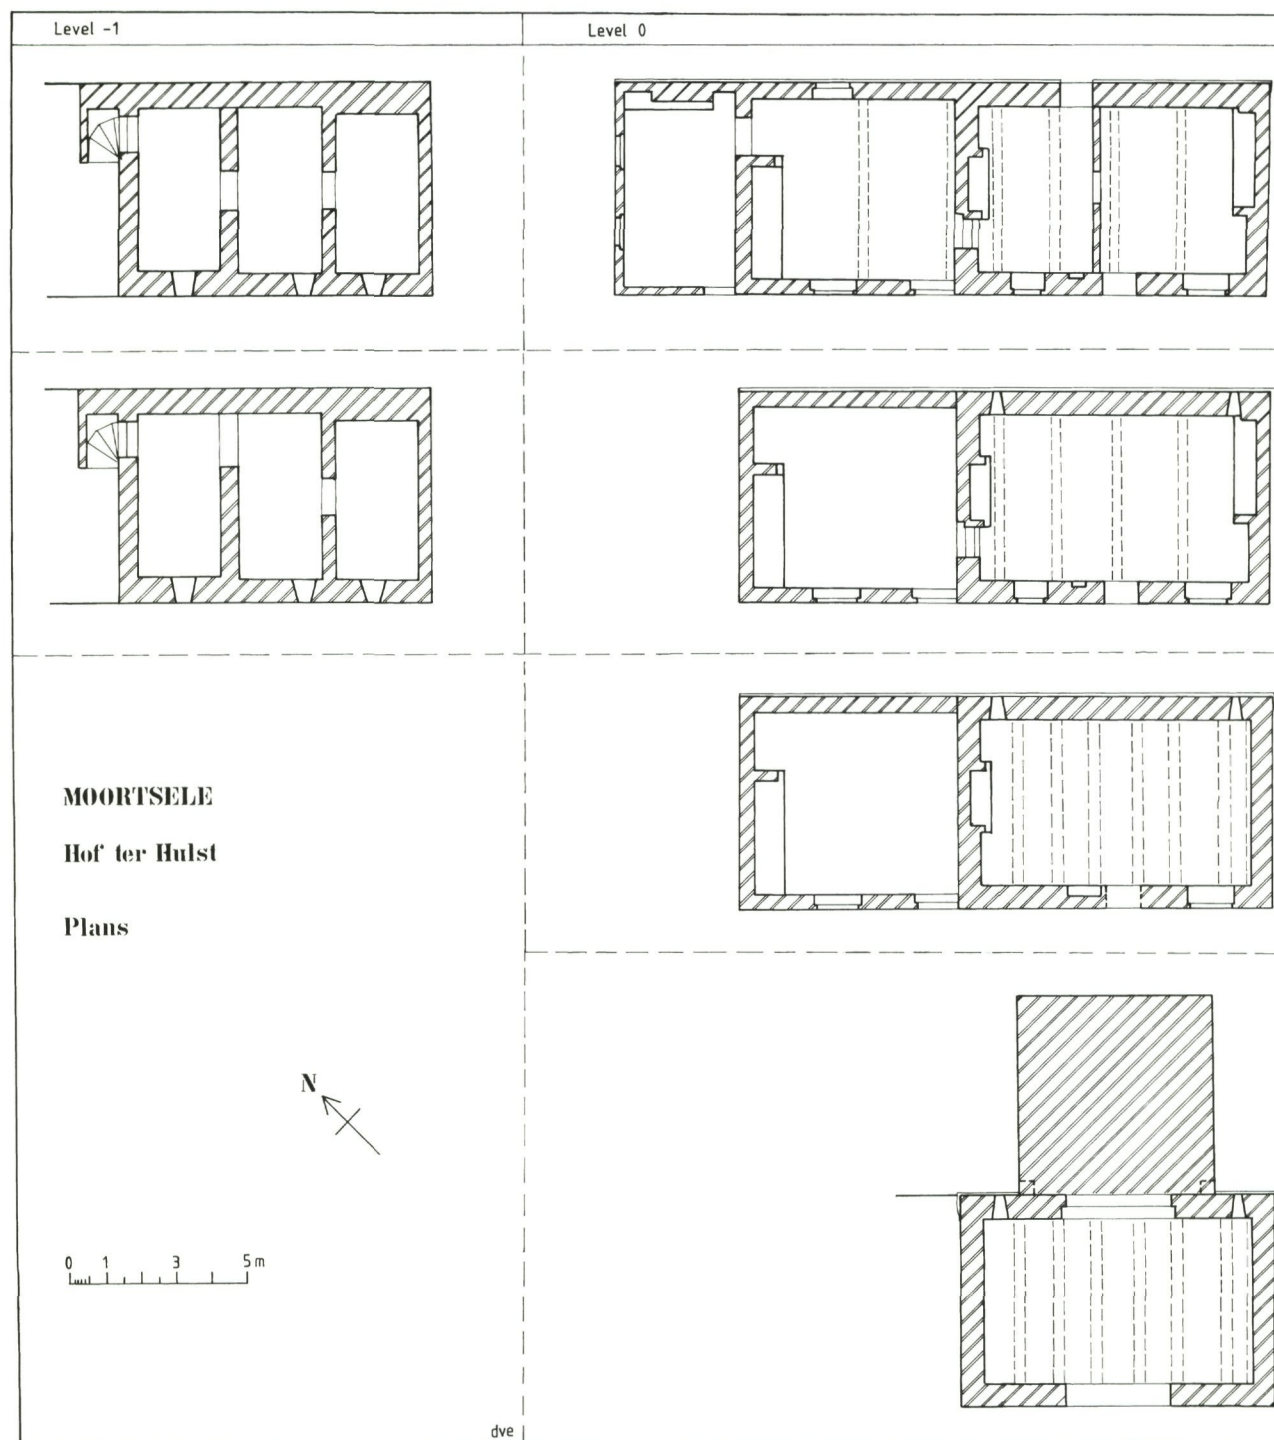 Level -1
Level 0
MOORTSELE
Hof ter Hulst
Plans
N
0 1 3 5 m
dve